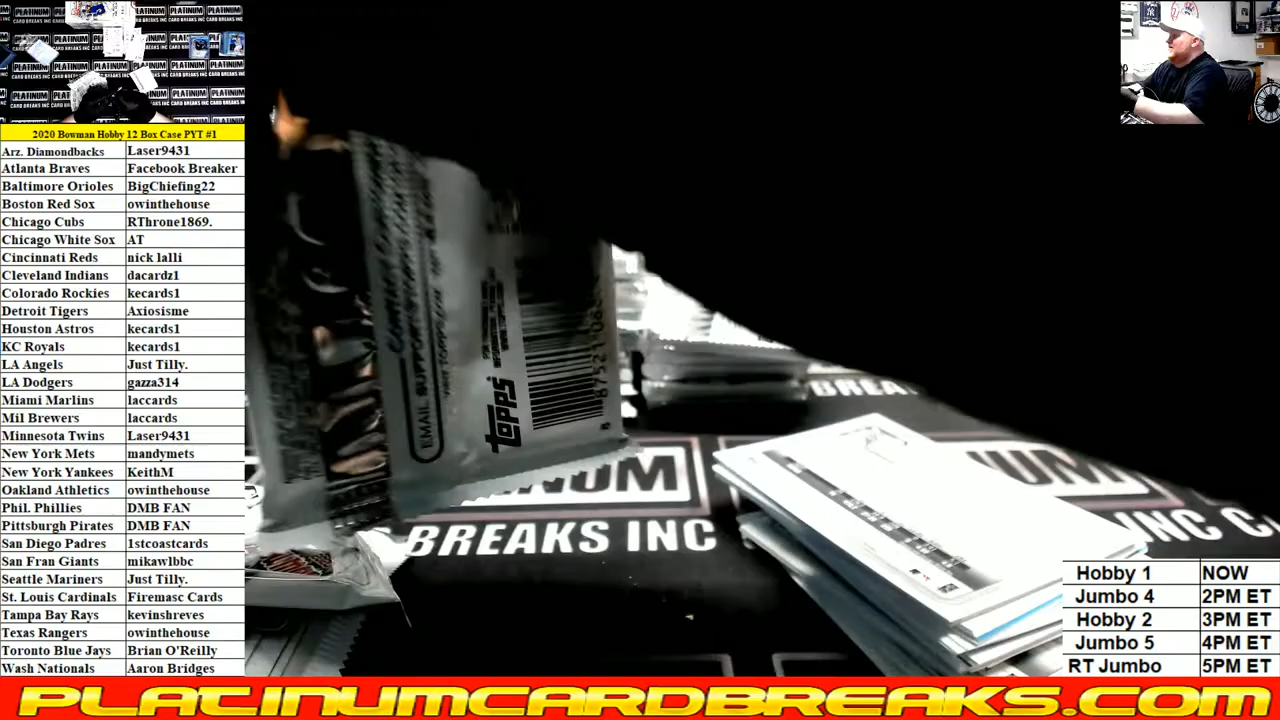 2020 Bowman Hobby 12 Box Case PYT #1
Arz. Diamondbacks Laser9431
Atlanta Braves Facebook Breaker
Baltimore Orioles BigChiefing22
Boston Red Sox owinthehouse
Chicago Cubs RThrone1869.
Chicago White Sox AT
Cincinnati Reds nick lalli
Cleveland Indians dacardz1
Colorado Rockies kecards1
Detroit Tigers Axiosisme
Houston Astros kecards1
KC Royals kecards1
LA Angels Just Tilly.
LA Dodgers gazza314
Miami Marlins laccards
Mil Brewers laccards
Minnesota Twins Laser9431
New York Mets mandymets
New York Yankees KeithM
Oakland Athletics owinthehouse
Phil. Phillies DMB FAN
Pittsburgh Pirates DMB FAN
San Diego Padres 1stcoastcards
San Fran Giants mikawlbbc
Seattle Mariners Just Tilly.
St. Louis Cardinals Firemasc Cards
Tampa Bay Rays kevinshreves
Texas Rangers owinthehouse
Toronto Blue Jays Brian O'Reilly
Wash Nationals Aaron Bridges
EMAIL SUPPORT
topps
BREAK
NUM
BREAKS INC
INC
Hobby 1 NOW
Jumbo 4 2PM ET
Hobby 2 3PM ET
Jumbo 5 4PM ET
RT Jumbo 5PM ET
PLATINUMCARDBREAKS.COM